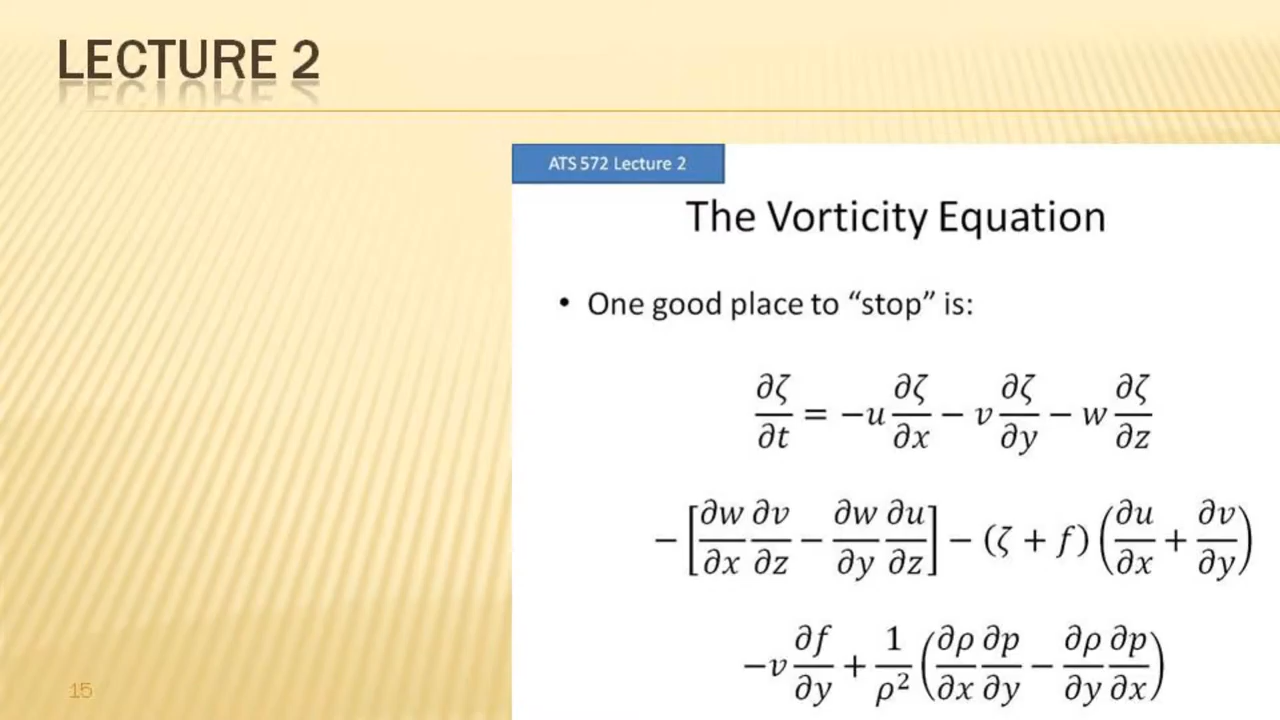 LECTURE 2
ATS 572 Lecture 2
The Vorticity Equation
• One good place to “stop” is:
∂ζ/∂t = −u ∂ζ/∂x − v ∂ζ/∂y − w ∂ζ/∂z
− [∂w/∂x ∂v/∂z − ∂w/∂y ∂u/∂z] − (ζ + f) (∂u/∂x + ∂v/∂y)
−v ∂f/∂y + 1/ρ² (∂ρ/∂x ∂p/∂y − ∂ρ/∂y ∂p/∂x)
15